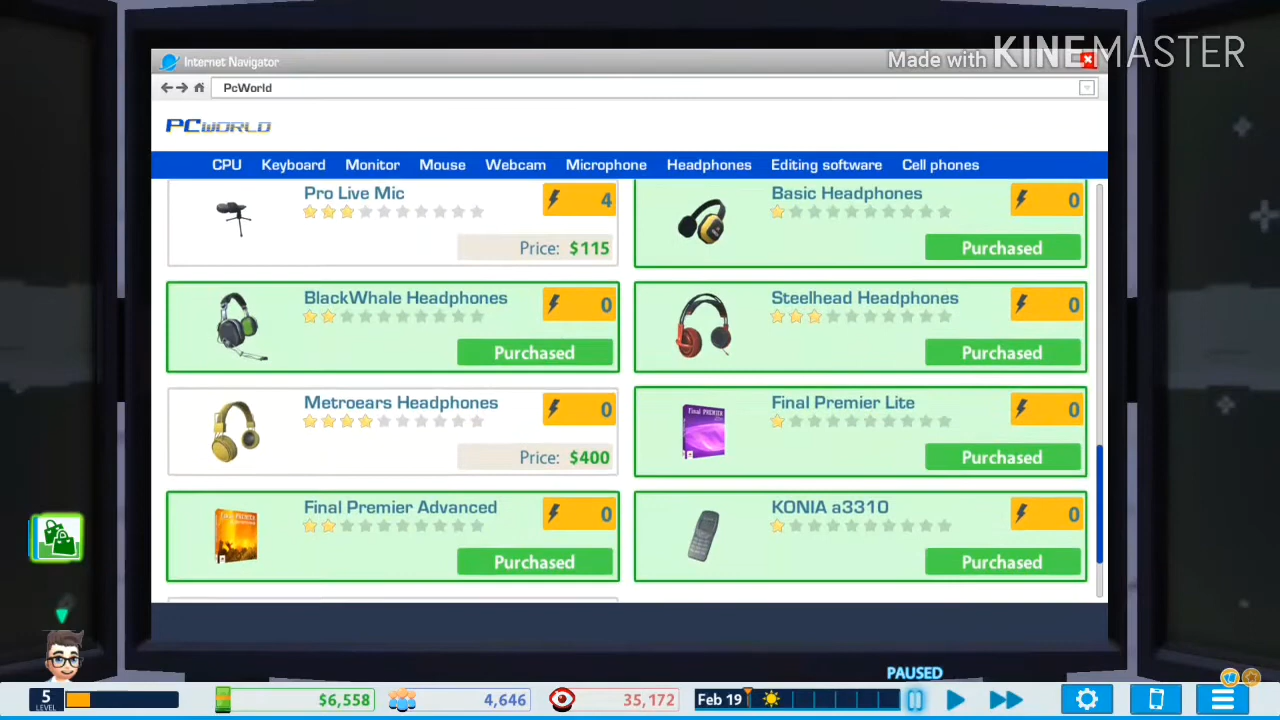 Internet Navigator
Made with KINEMASTER
PcWorld
PCWORLD
CPU Keyboard Monitor Mouse Webcam Microphone Headphones Editing software Cell phones
Pro Live Mic 4
Price: $115
Basic Headphones 0
Purchased
BlackWhale Headphones 0
Purchased
Steelhead Headphones 0
Purchased
Metroears Headphones 0
Price: $400
Final Premier Lite 0
Purchased
Final Premier Advanced 0
Purchased
KONIA a3310 0
Purchased
PAUSED
5 LEVEL $6,558 4,646 35,172 Feb 19